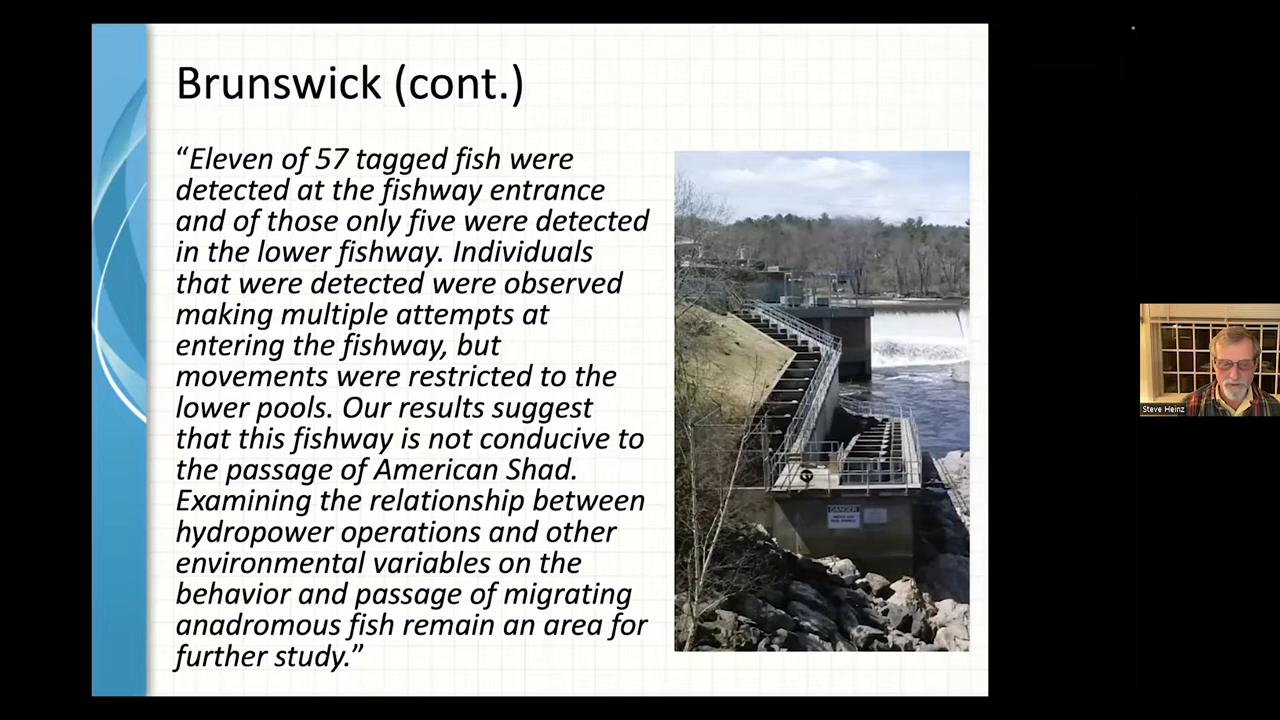 Brunswick (cont.)
“Eleven of 57 tagged fish were
detected at the fishway entrance
and of those only five were detected
in the lower fishway. Individuals
that were detected were observed
making multiple attempts at
entering the fishway, but
movements were restricted to the
lower pools. Our results suggest
that this fishway is not conducive to
the passage of American Shad.
Examining the relationship between
hydropower operations and other
environmental variables on the
behavior and passage of migrating
anadromous fish remain an area for
further study.”
DANGER
Steve Heinz